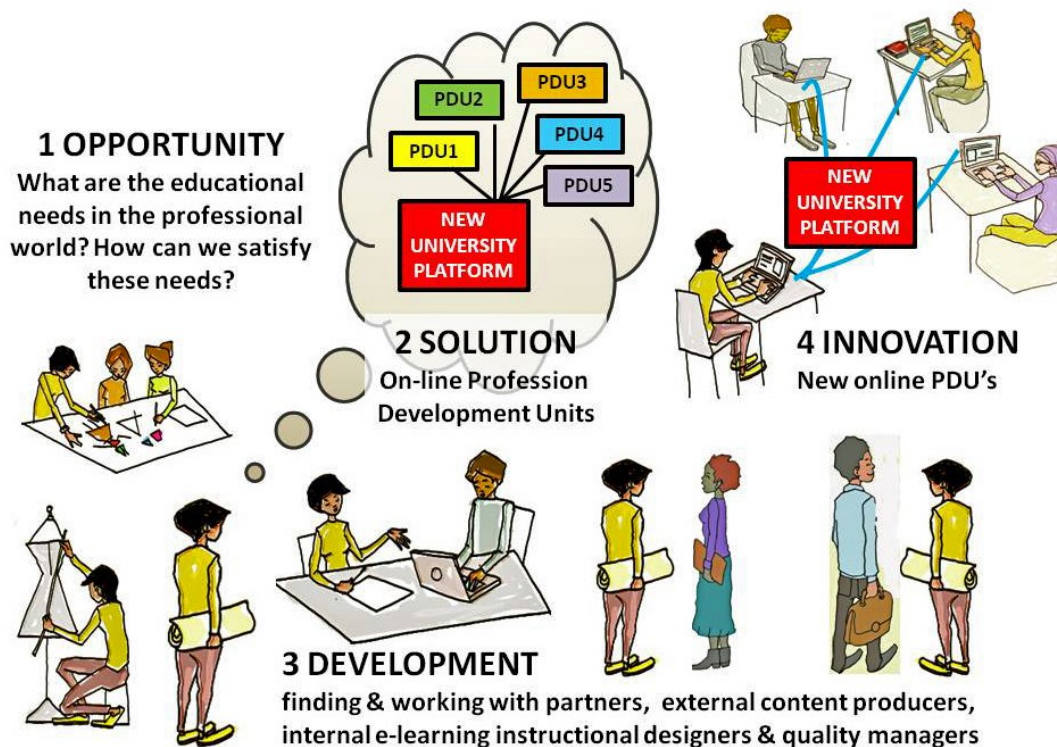 1 OPPORTUNITY
What are the educational
needs in the professional
world? How can we satisfy
these needs?
PDU2
PDU3
PDU1
PDU4
PDU5
NEW
UNIVERSITY
PLATFORM
2 SOLUTION
On-line Profession
Development Units
3 DEVELOPMENT
finding & working with partners, external content producers,
internal e-learning instructional designers & quality managers
NEW
UNIVERSITY
PLATFORM
4 INNOVATION
New online PDU's